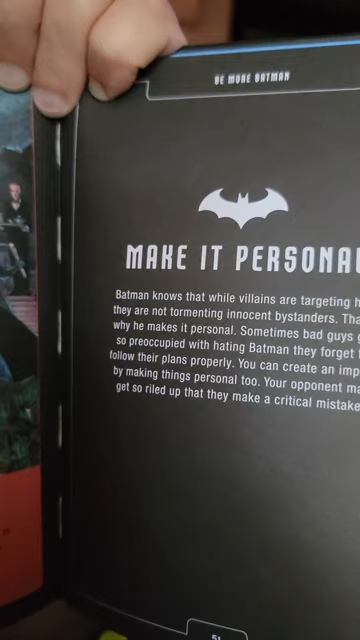 BE MORE BATMAN
MAKE IT PERSONAL
Batman knows that while villains are targeting
they are not tormenting innocent bystanders.
why he makes it personal. Sometimes bad guys
so preoccupied with hating Batman they forget
follow their plans properly. You can create an
by making things personal too. Your opponent
get so riled up that they make a critical mistake
51